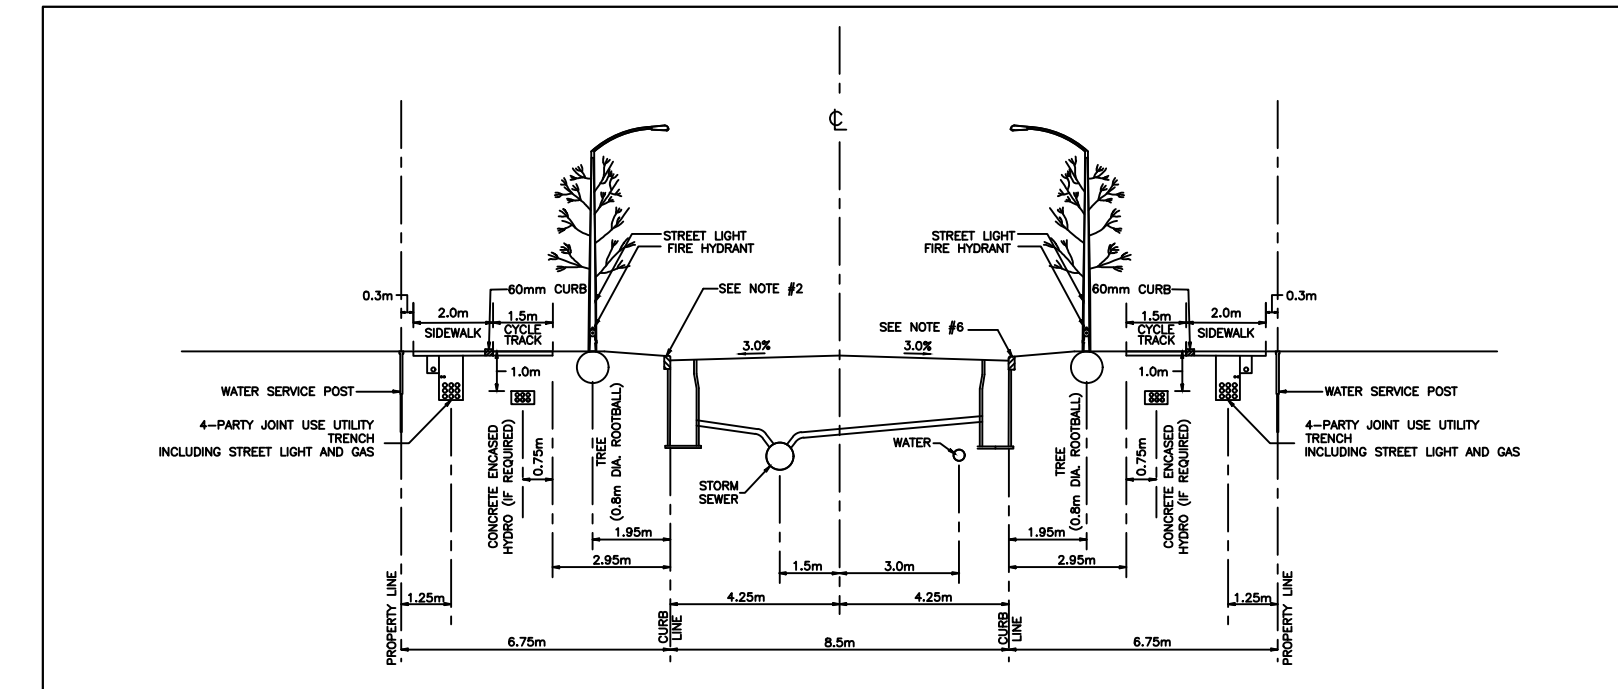 ℄
STREET LIGHT
FIRE HYDRANT
STREET LIGHT
FIRE HYDRANT
0.3m
60mm CURB
SEE NOTE #2
60mm CURB
0.3m
2.0m
1.5m
SIDEWALK
CYCLE
TRACK
SEE NOTE #6
1.5m
2.0m
CYCLE
TRACK
SIDEWALK
3.0%
3.0%
1.0m
1.0m
WATER SERVICE POST
WATER SERVICE POST
4-PARTY JOINT USE UTILITY
TRENCH
INCLUDING STREET LIGHT AND GAS
4-PARTY JOINT USE UTILITY
TRENCH
INCLUDING STREET LIGHT AND GAS
CONCRETE ENCASED
HYDRO (IF REQUIRED)
0.75m
TREE
(0.8m DIA. ROOTBALL)
STORM
SEWER
WATER
TREE
(0.8m DIA. ROOTBALL)
0.75m
CONCRETE ENCASED
HYDRO (IF REQUIRED)
1.95m
1.95m
2.95m
1.5m
3.0m
2.95m
1.25m
4.25m
4.25m
1.25m
PROPERTY LINE
CURB
LINE
CURB
LINE
PROPERTY LINE
6.75m
8.5m
6.75m